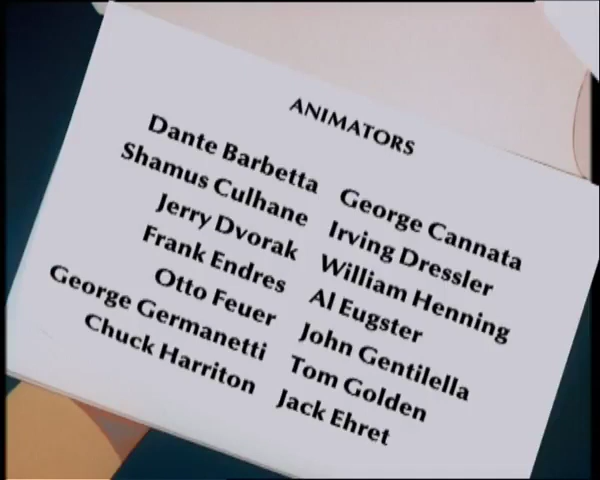 ANIMATORS
Dante Barbetta George Cannata
Shamus Culhane Irving Dressler
Jerry Dvorak William Henning
Frank Endres Al Eugster
Otto Feuer John Gentilella
George Germanetti Tom Golden
Chuck Harriton Jack Ehret